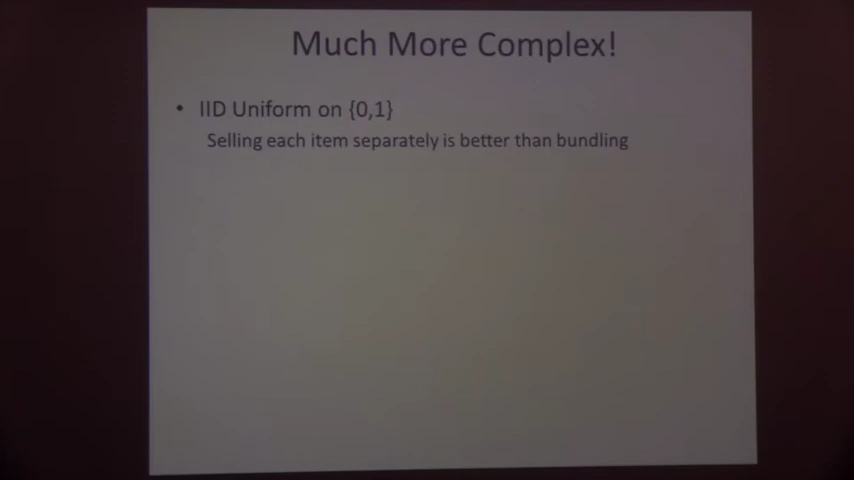 Much More Complex!
• IID Uniform on {0,1}
Selling each item separately is better than bundling